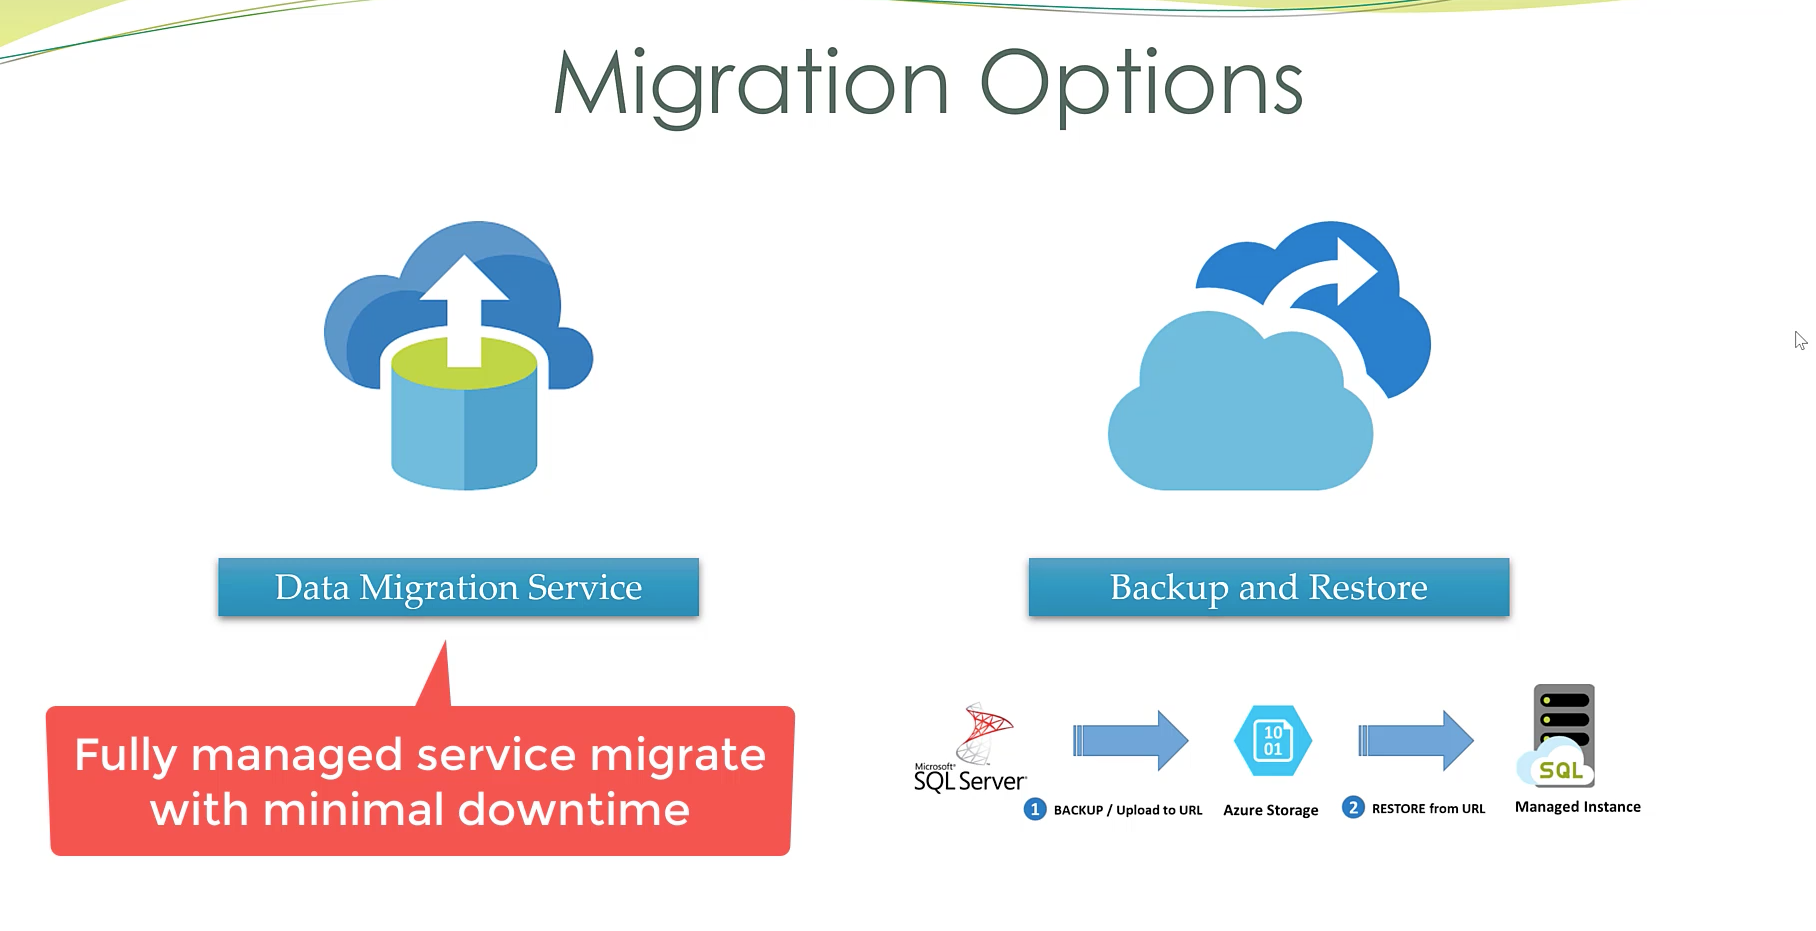 Migration Options
Data Migration Service
Backup and Restore
Fully managed service migrate
with minimal downtime
Microsoft®
SQL Server®
1 BACKUP / Upload to URL
10
01
Azure Storage
2 RESTORE from URL
SQL
Managed Instance